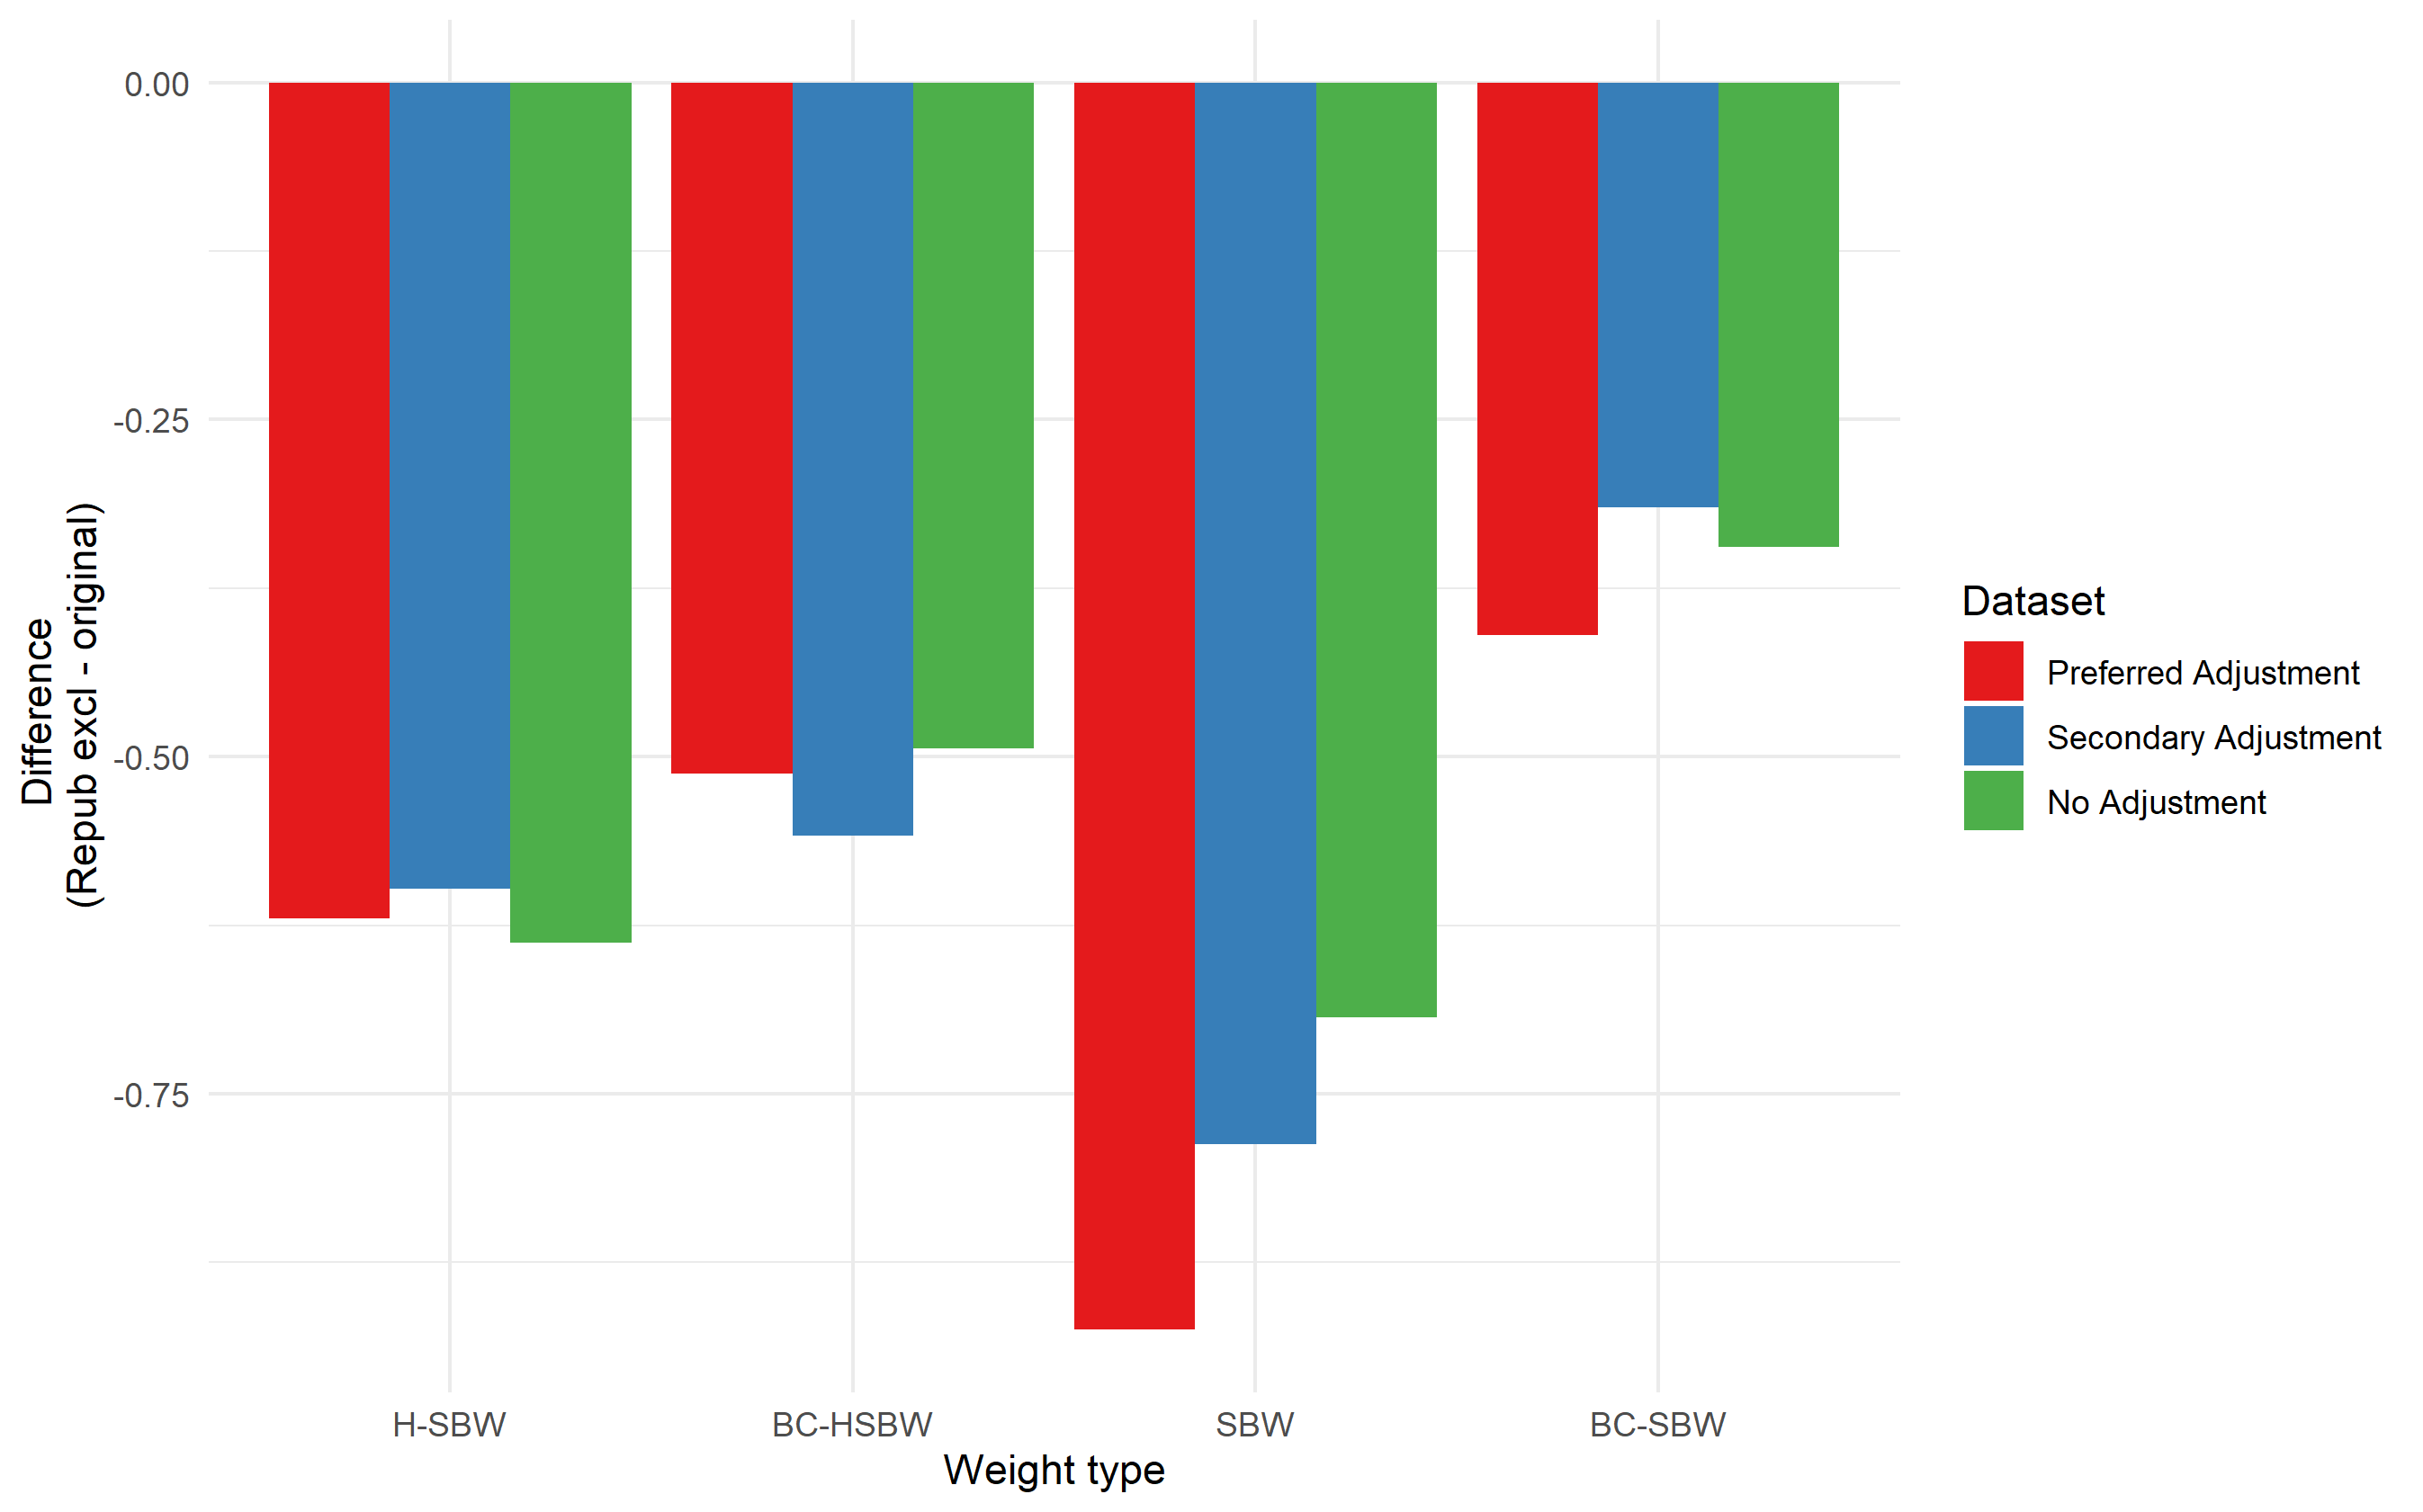 Difference
(Repub excl - original)
0.00
-0.25
-0.50
-0.75
H-SBW
BC-HSBW
SBW
BC-SBW
Weight type
Dataset
Preferred Adjustment
Secondary Adjustment
No Adjustment